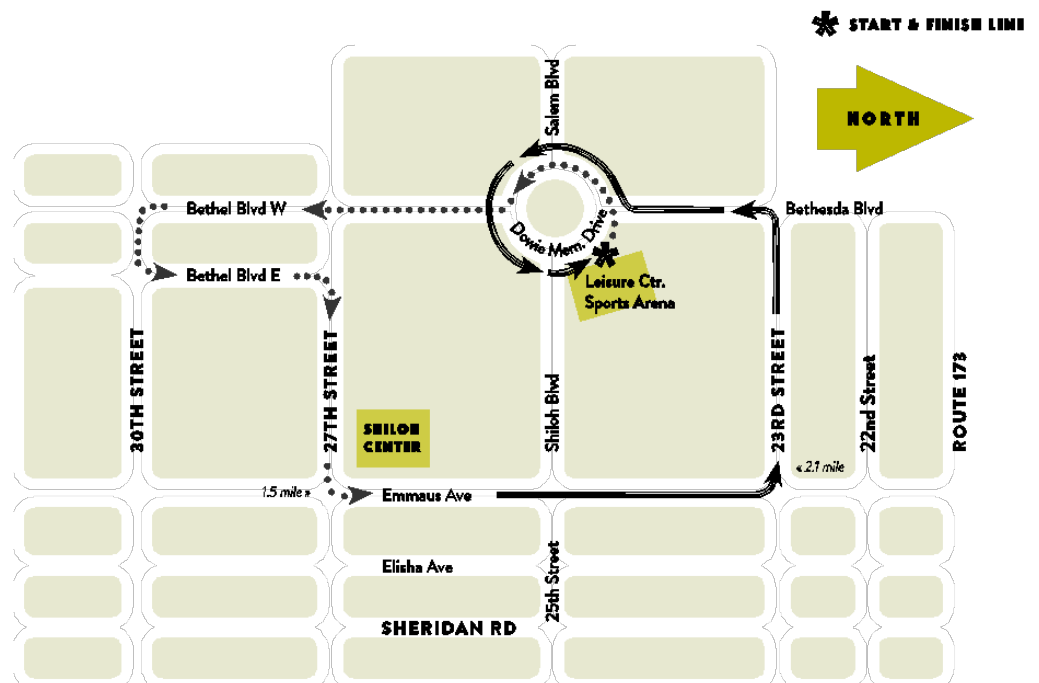 START & FINISH LINE
NORTH
Salem Blvd
Bethel Blvd W
Bethesda Blvd
Dowie Mem. Drive
Bethel Blvd E
Leisure Ctr.
Sports Arena
30TH STREET
27TH STREET
SHILOH
CENTER
Shiloh Blvd
23RD STREET
22nd Street
ROUTE 173
« 2.1 mile
1.5 mile »
Emmaus Ave
Elisha Ave
25th Street
SHERIDAN RD